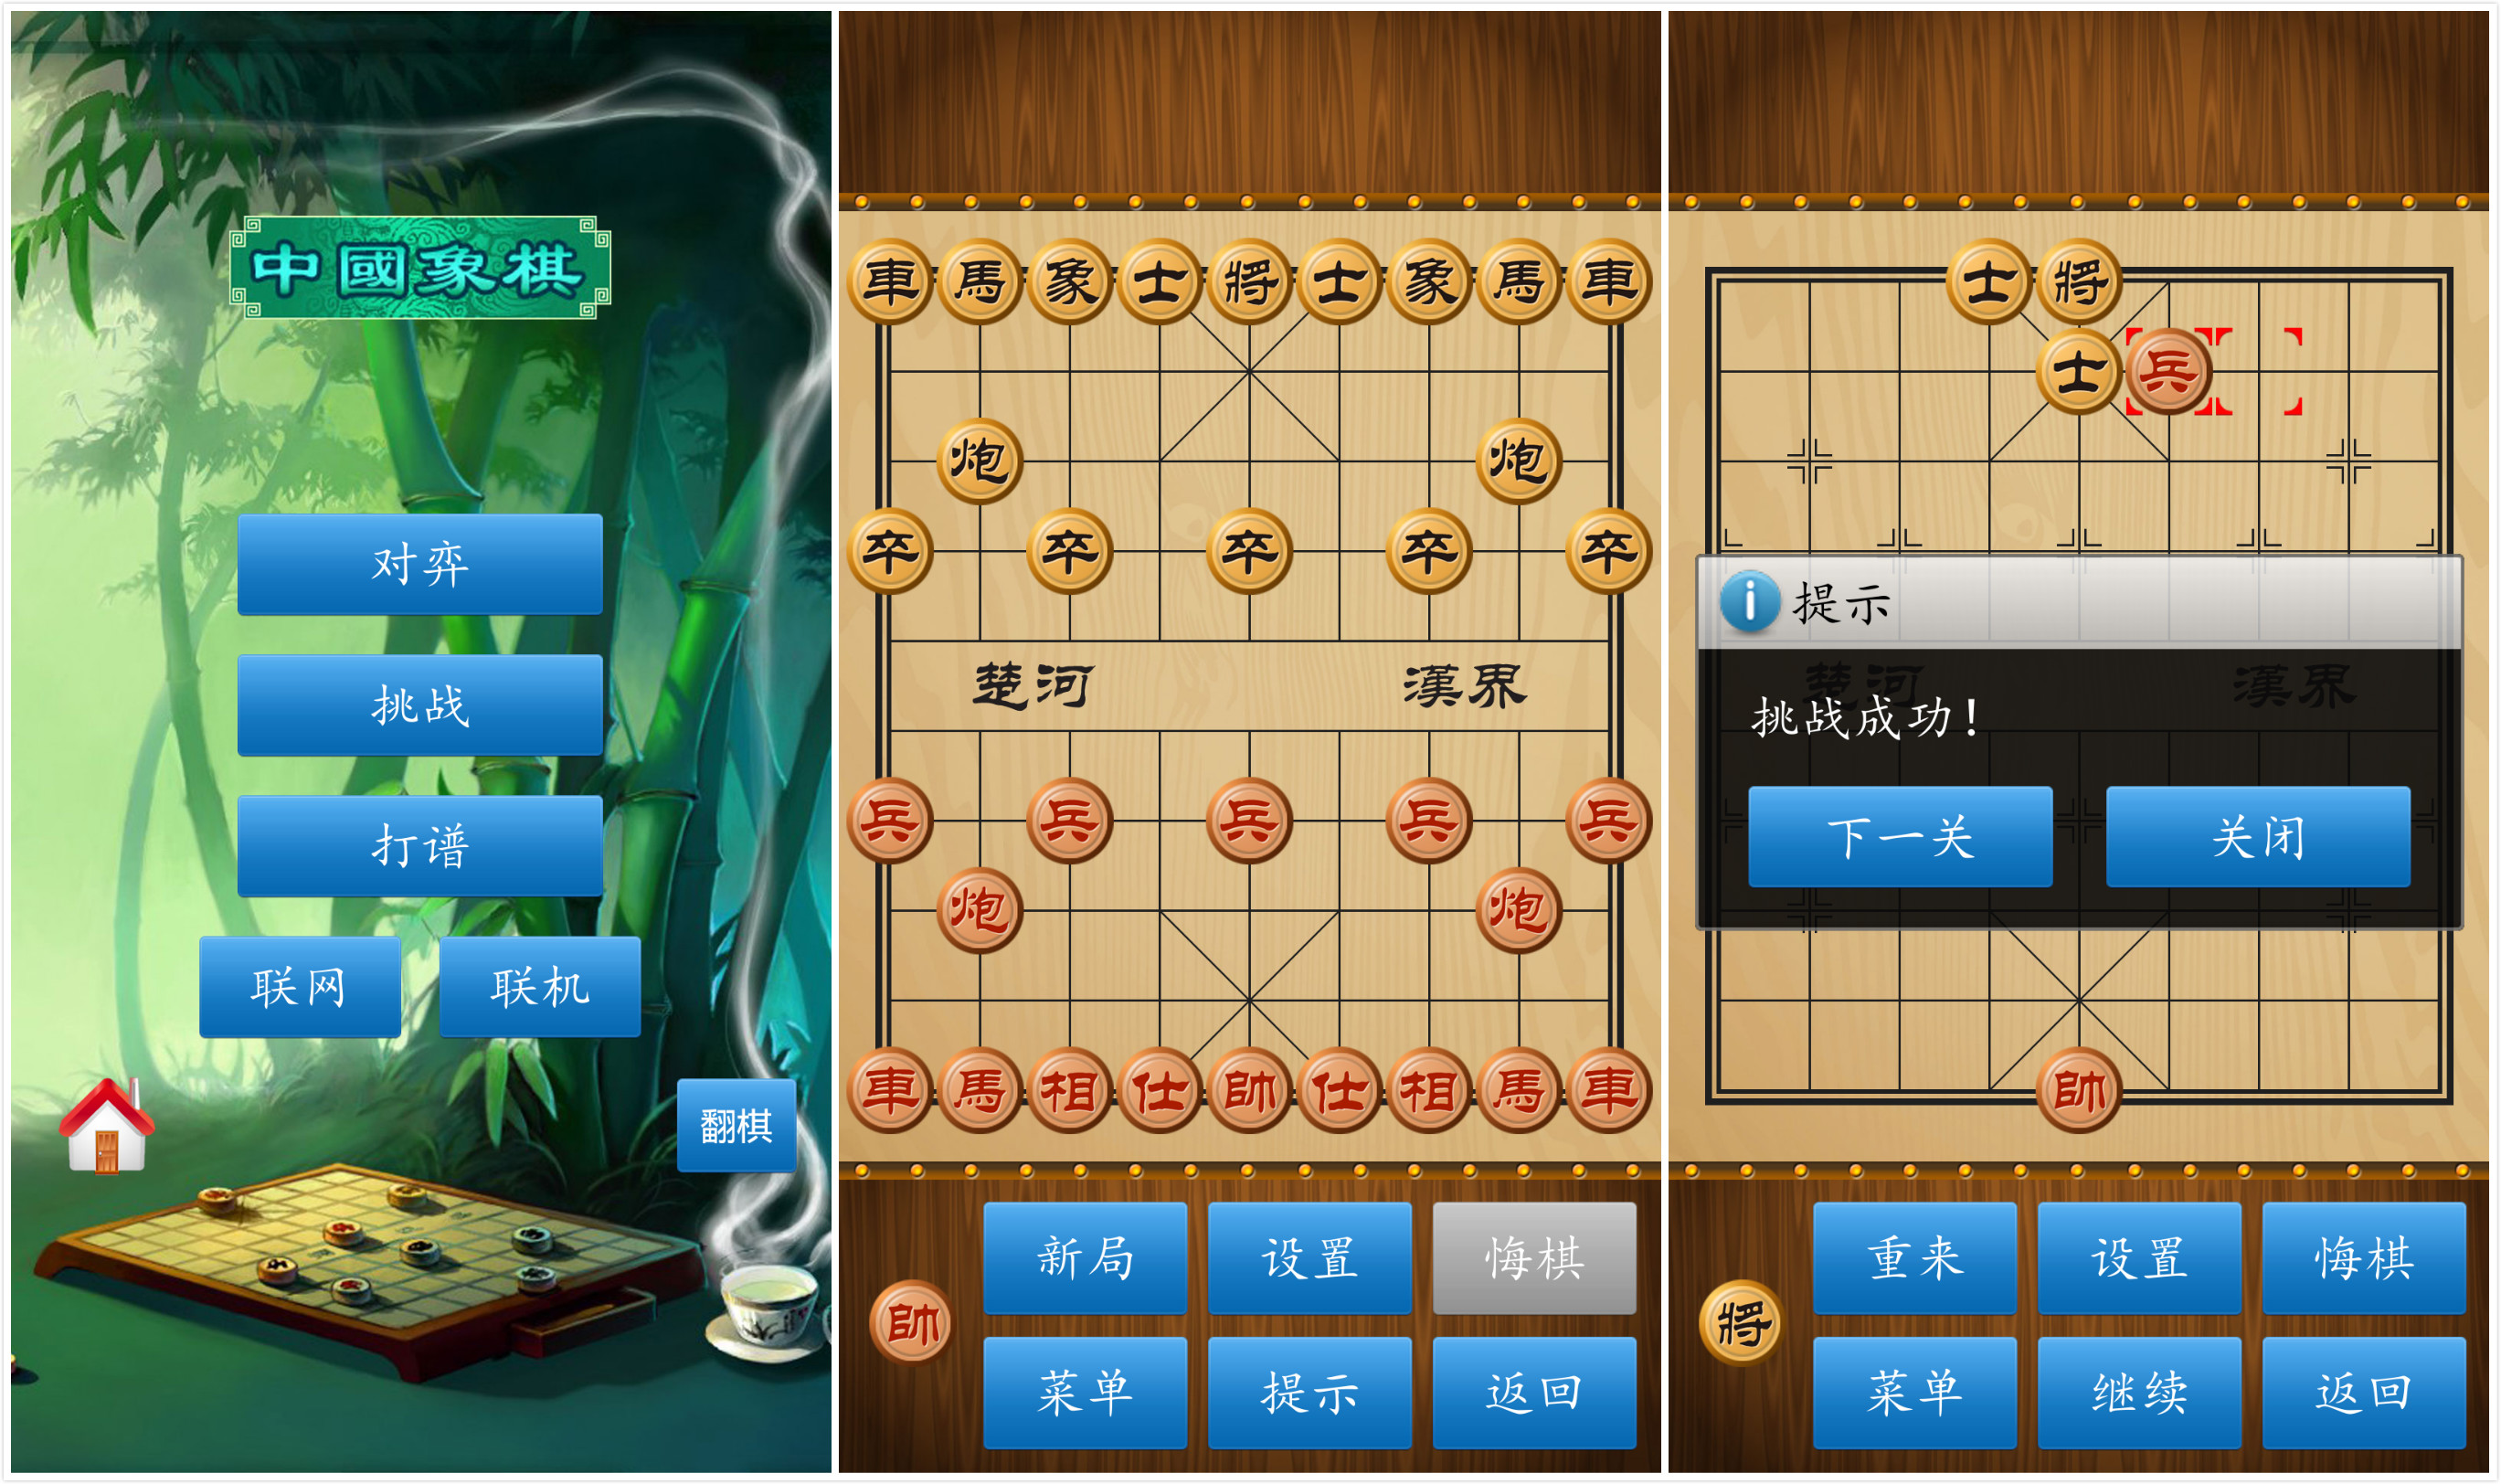 中國象棋
对弈
挑战
打谱
联网 联机
翻棋
車馬象士將士象馬車
炮 炮
卒 卒 卒 卒 卒
楚河 漢界
兵 兵 兵 兵 兵
炮 炮
車馬相仕帥仕相馬車
新局 设置 悔棋
帥
菜单 提示 返回
士將
士兵
提示
楚河 漢界
挑战成功!
下一关 关闭
帥
重来 设置 悔棋
將
菜单 继续 返回